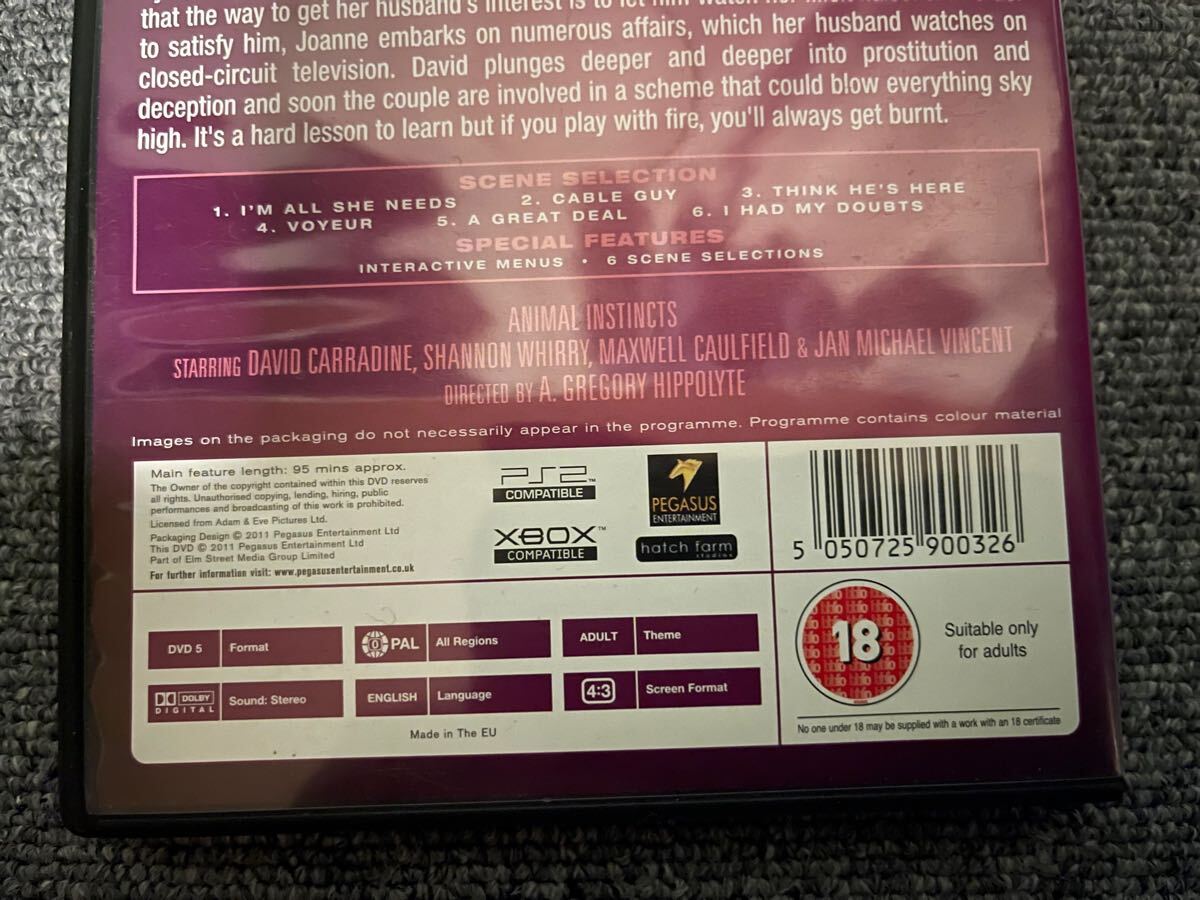 that the way to get her husband's interest is to let him watch her
to satisfy him, Joanne embarks on numerous affairs, which her husband watches on
closed-circuit television. David plunges deeper and deeper into prostitution and
deception and soon the couple are involved in a scheme that could blow everything sky
high. It's a hard lesson to learn but if you play with fire, you'll always get burnt.
SCENE SELECTION
1. I'M ALL SHE NEEDS 2. CABLE GUY 3. THINK HE'S HERE
4. VOYEUR 5. A GREAT DEAL 6. I HAD MY DOUBTS
SPECIAL FEATURES
INTERACTIVE MENUS • 6 SCENE SELECTIONS
ANIMAL INSTINCTS
STARRING DAVID CARRADINE, SHANNON WHIRRY, MAXWELL CAULFIELD & JAN MICHAEL VINCENT
DIRECTED BY A. GREGORY HIPPOLYTE
Images on the packaging do not necessarily appear in the programme. Programme contains colour material
Main feature length: 95 mins approx.
The Owner of the copyright contained within this DVD reserves
all rights. Unauthorised copying, lending, hiring, public
performances and broadcasting of this work is prohibited.
Licensed from Adam & Eve Pictures Ltd.
Packaging Design © 2011 Pegasus Entertainment Ltd
This DVD © 2011 Pegasus Entertainment Ltd
Part of Elm Street Media Group Limited
For further information visit: www.pegasusentertainment.co.uk
PS2™
COMPATIBLE
XBOX™
COMPATIBLE
PEGASUS
ENTERTAINMENT
hatch farm
studios
5 050725 900326
DVD 5 Format
0 PAL All Regions
ADULT Theme
DOLBY
DIGITAL
Sound: Stereo
ENGLISH Language
4:3 Screen Format
Made in The EU
18
Suitable only
for adults
No one under 18 may be supplied with a work with an 18 certificate